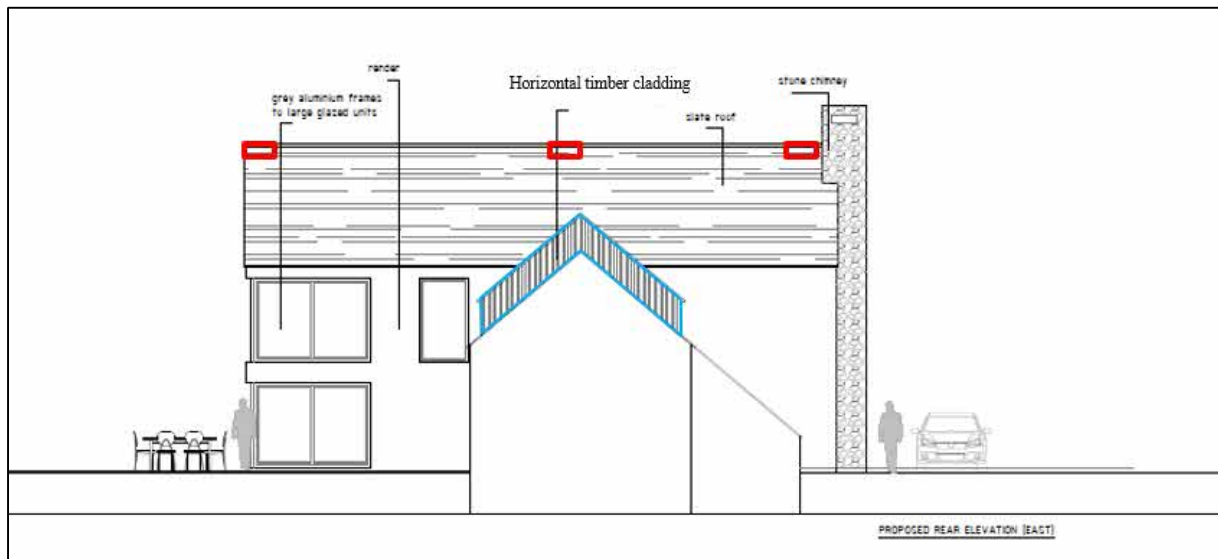 render
Horizontal timber cladding
stone chimney
grey aluminium frames
to large glazed units
slate roof
PROPOSED REAR ELEVATION (EAST)